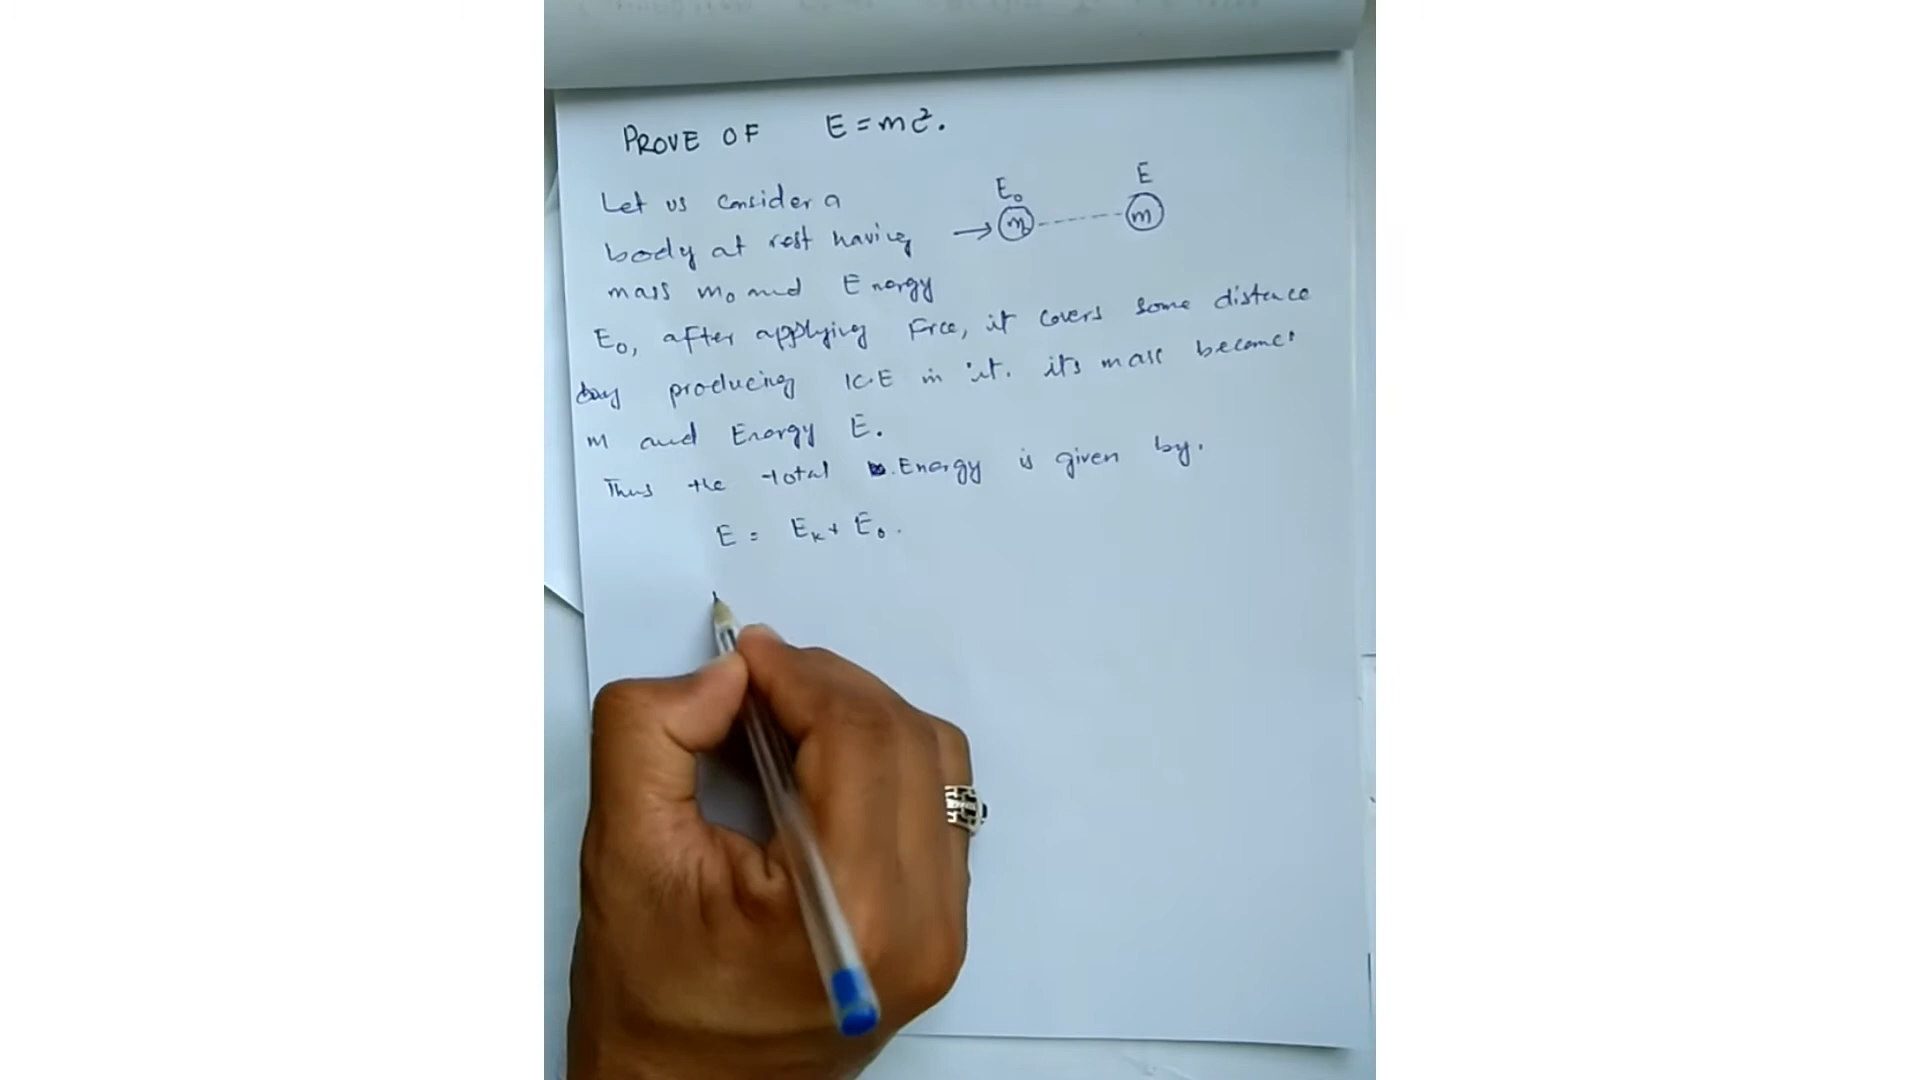 PROVE OF E = mc².
Let us consider a
body at rest having
mass m₀ and Energy
E₀ E
m₀ m
E₀, after applying Frce, it covers some distance
by producing K.E in it. its mass becomes
m and Energy E.
Thus the total Energy is given by.
E = Eₖ + E₀.